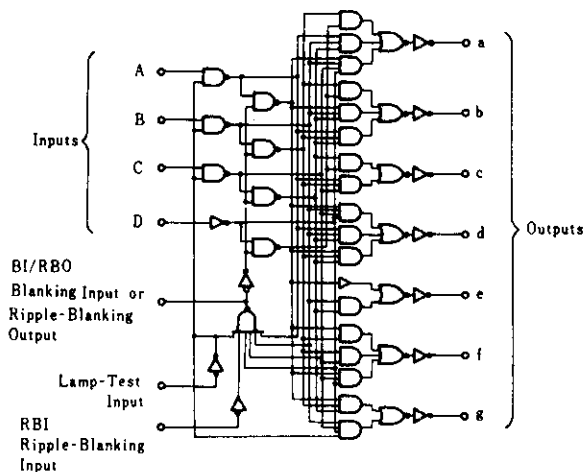 A
a
B
b
Inputs
C
c
D
d
Outputs
BI/RBO
Blanking Input or
Ripple-Blanking
Output
e
f
Lamp-Test
Input
RBI
Ripple-Blanking
Input
g